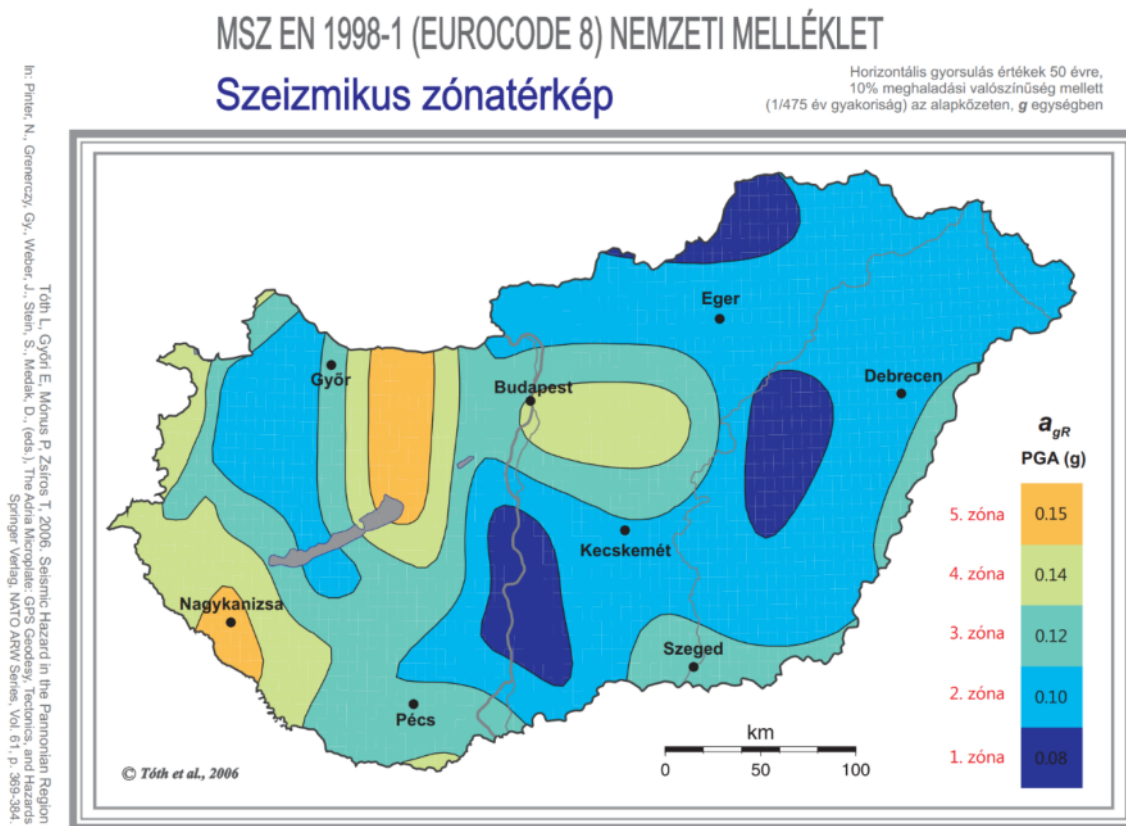 MSZ EN 1998-1 (EUROCODE 8) NEMZETI MELLÉKLET
Szeizmikus zónatérkép
Horizontális gyorsulás értékek 50 évre,
10% meghaladási valószínűség mellett
(1/475 év gyakoriság) az alapkőzeten, g egységben
Tóth L., Győri E, Mónus P, Zsíros T, 2006. Seismic Hazard in the Pannonian Region
In: Pinter, N., Grenerczy, Gy., Weber, J., Stein, S., Medak, D., (eds.), The Adria Microplate: GPS Geodesy, Tectonics, and Hazards
Springer Verlag, NATO ARW Series, Vol. 61, p. 369-384.
Eger
Győr
Budapest
Debrecen
Kecskemét
Nagykanizsa
Szeged
Pécs
agR
PGA (g)
5. zóna 0.15
4. zóna 0.14
3. zóna 0.12
2. zóna 0.10
1. zóna 0.08
km
0 50 100
© Tóth et al., 2006